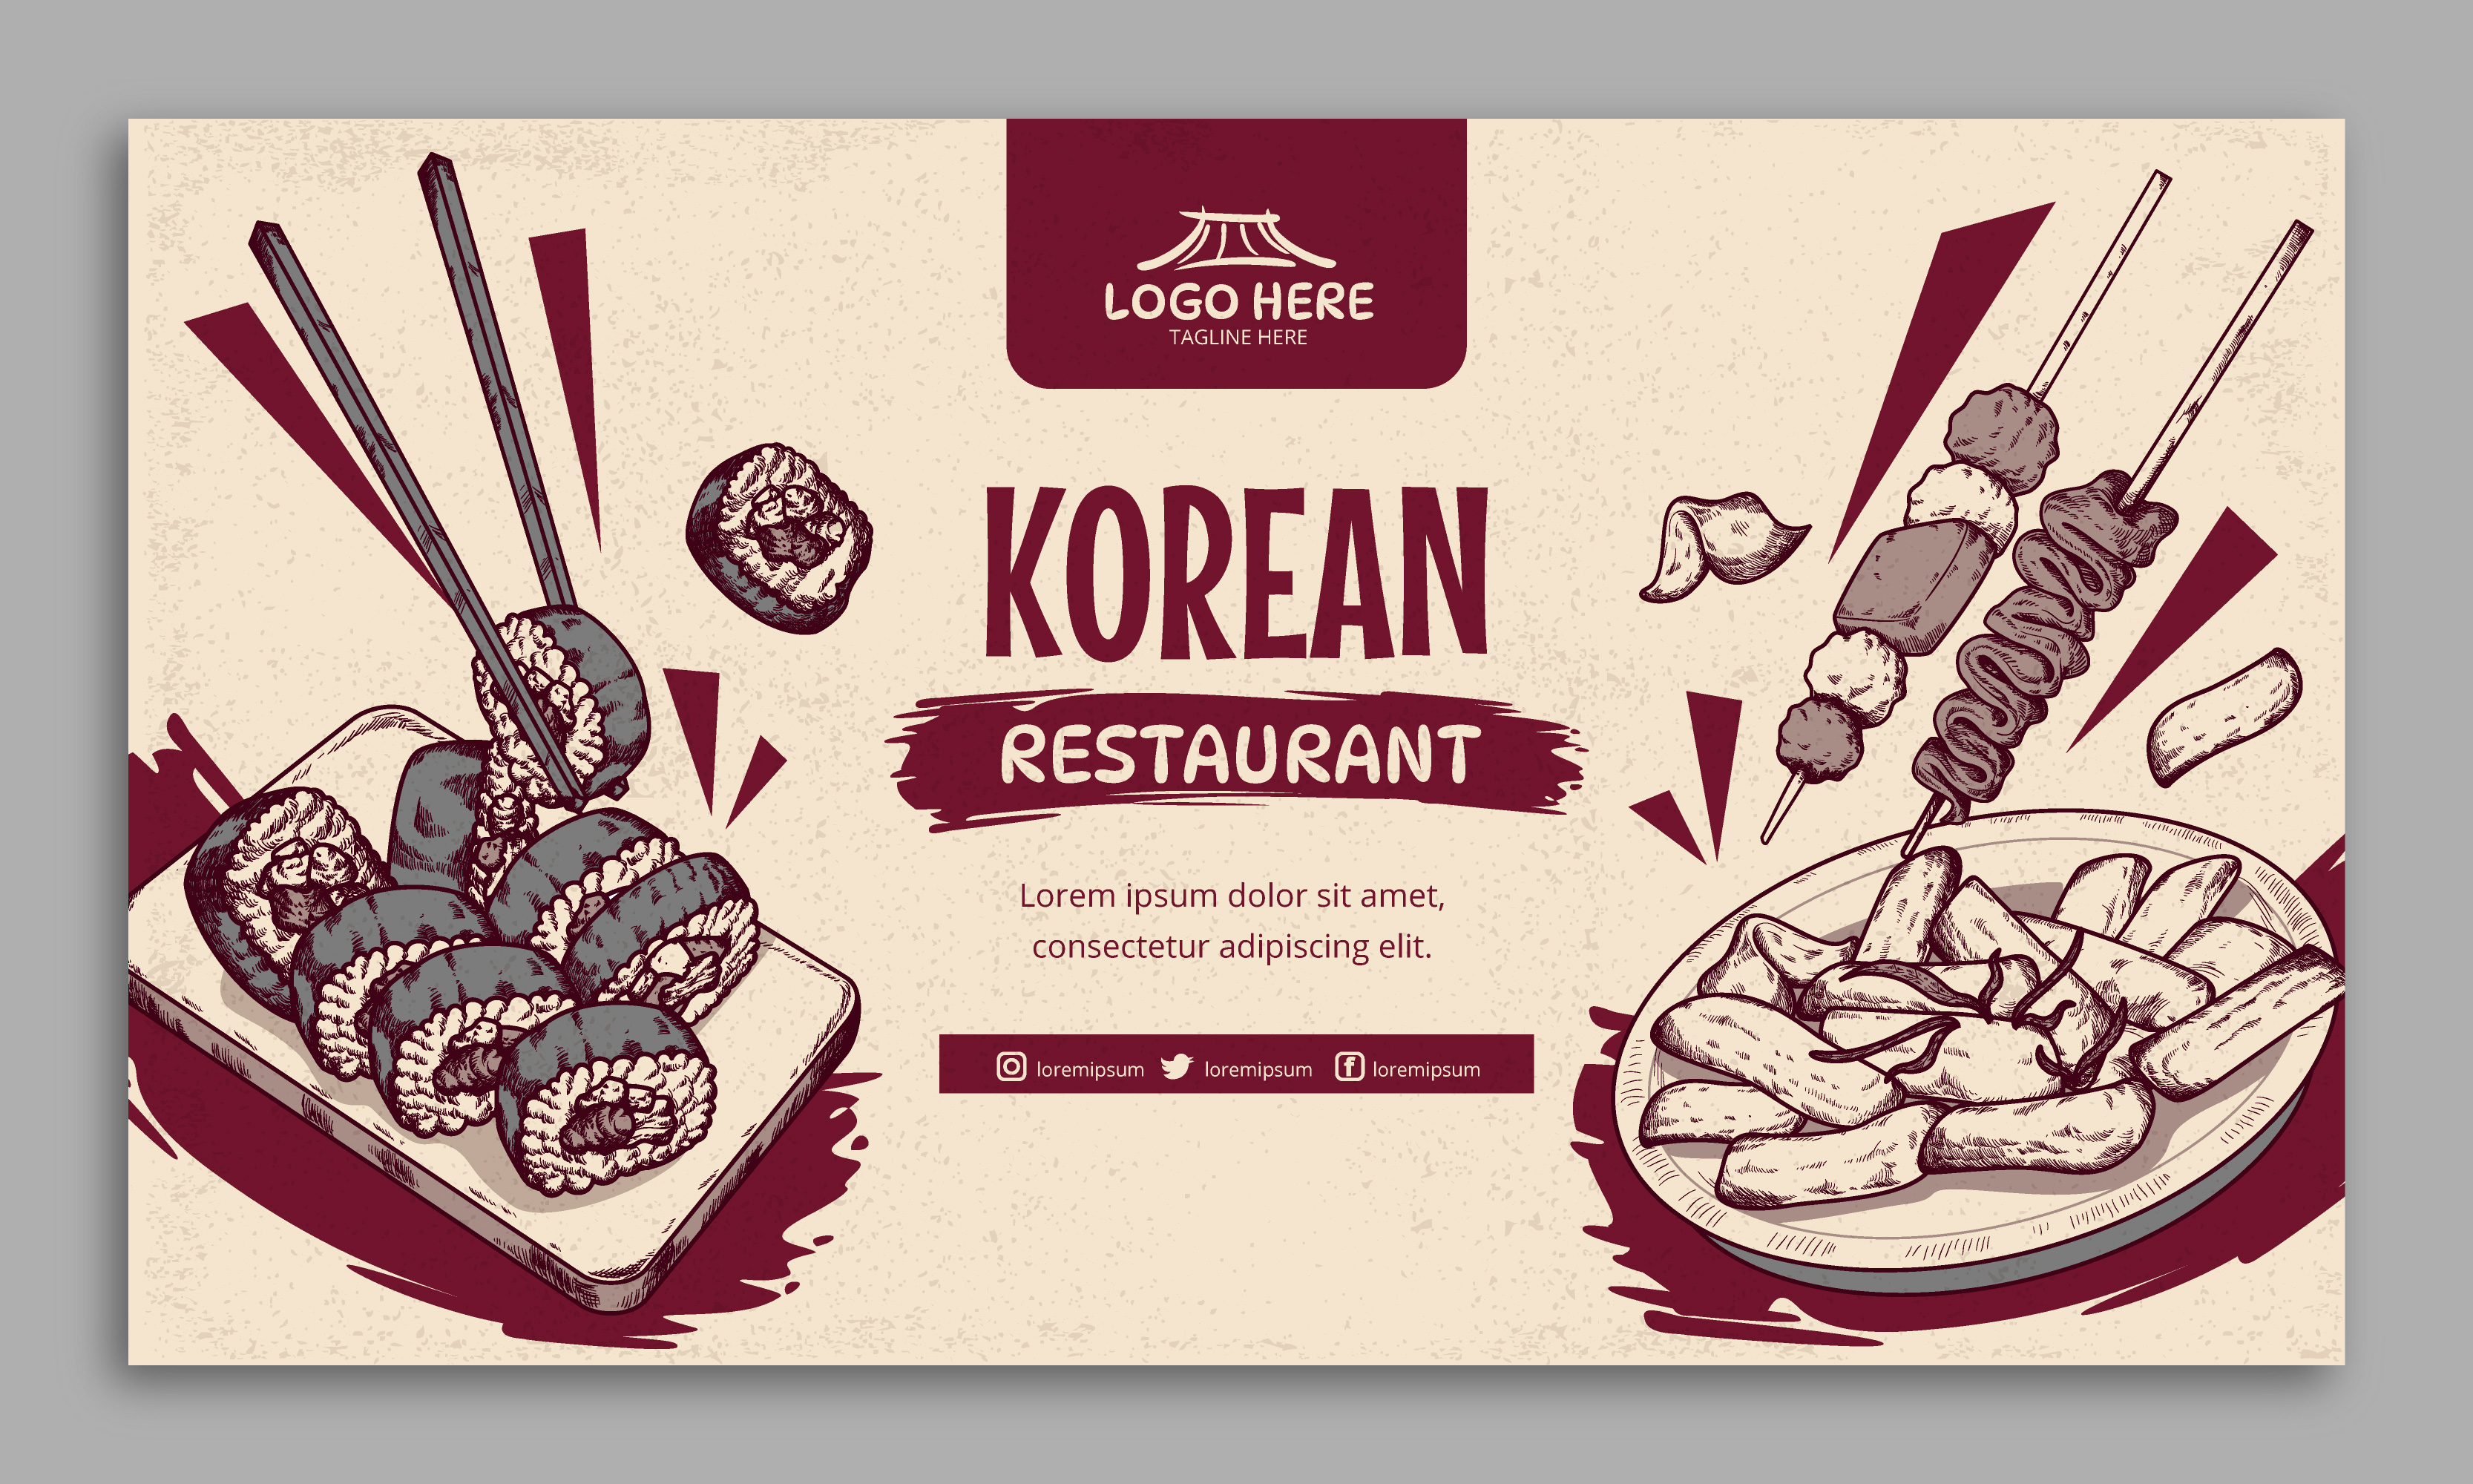 LOGO HERE
TAGLINE HERE
KOREAN
RESTAURANT
Lorem ipsum dolor sit amet,
consectetur adipiscing elit.
loremipsum loremipsum loremipsum